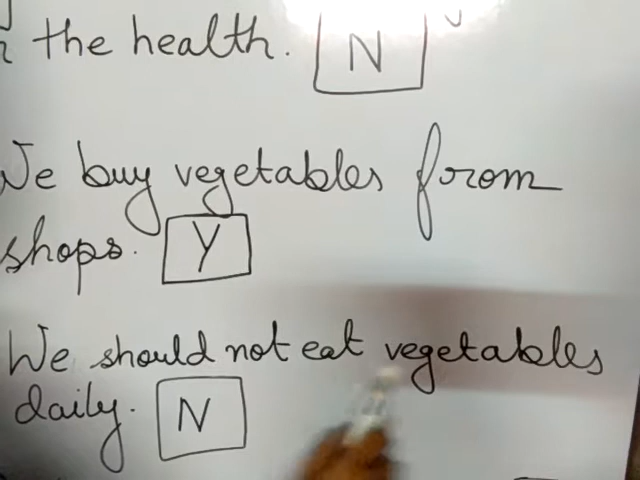 the health. N
We buy vegetables from
shops. Y
We should not eat vegetables
daily. N